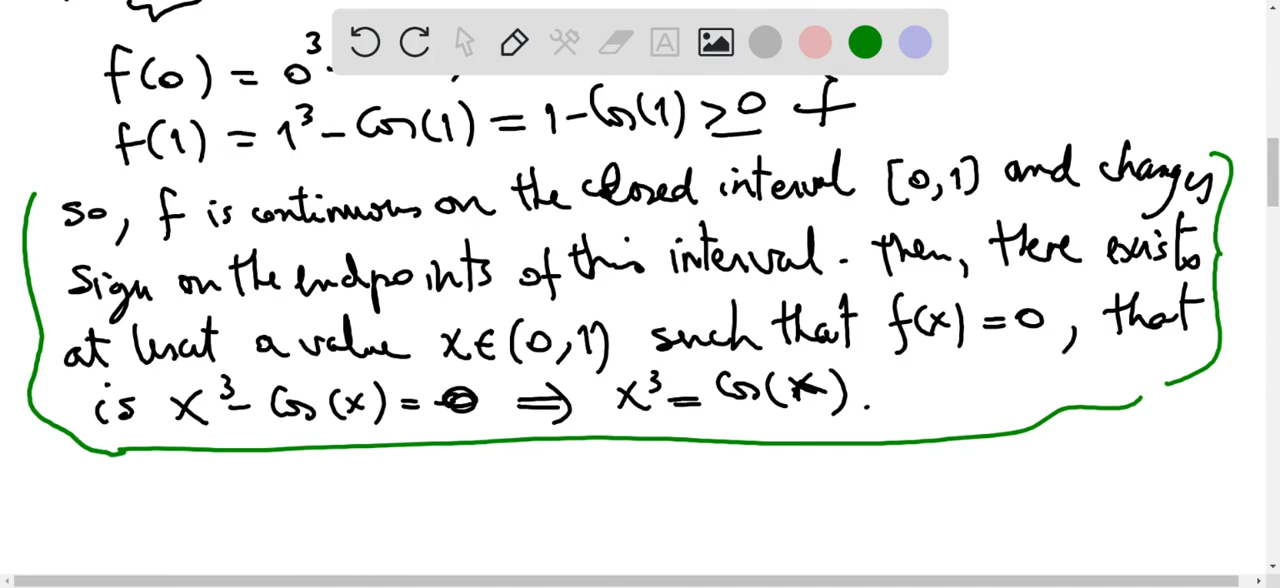 f(0) = 0³
f(1) = 1³ - Cos(1) = 1 - Cos(1) ≥ 0 f
so, f is continuous on the closed interval [0,1] and changes
sign on the endpoints of this interval. then, there exists
at least a value x∈(0,1) such that f(x) = 0, that
is x³ - Cos(x) = 0 ⇒ x³ = Cos(x).